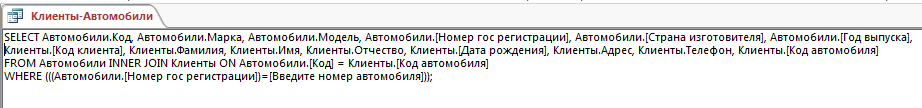 Клиенты-Автомобили
SELECT Автомобили.Код, Автомобили.Марка, Автомобили.Модель, Автомобили.[Номер гос регистрации], Автомобили.[Страна изготовителя], Автомобили.[Год выпуска],
Клиенты.[Код клиента], Клиенты.Фамилия, Клиенты.Имя, Клиенты.Отчество, Клиенты.[Дата рождения], Клиенты.Адрес, Клиенты.Телефон, Клиенты.[Код автомобиля]
FROM Автомобили INNER JOIN Клиенты ON Автомобили.[Код] = Клиенты.[Код автомобиля]
WHERE (((Автомобили.[Номер гос регистрации])=[Введите номер автомобиля]));